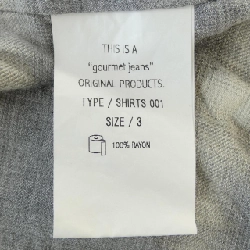 THIS IS A
"gourmet jeans"
ORIGINAL PRODUCTS.
TYPE / SHIRTS 001
SIZE / 3
100% RAYON